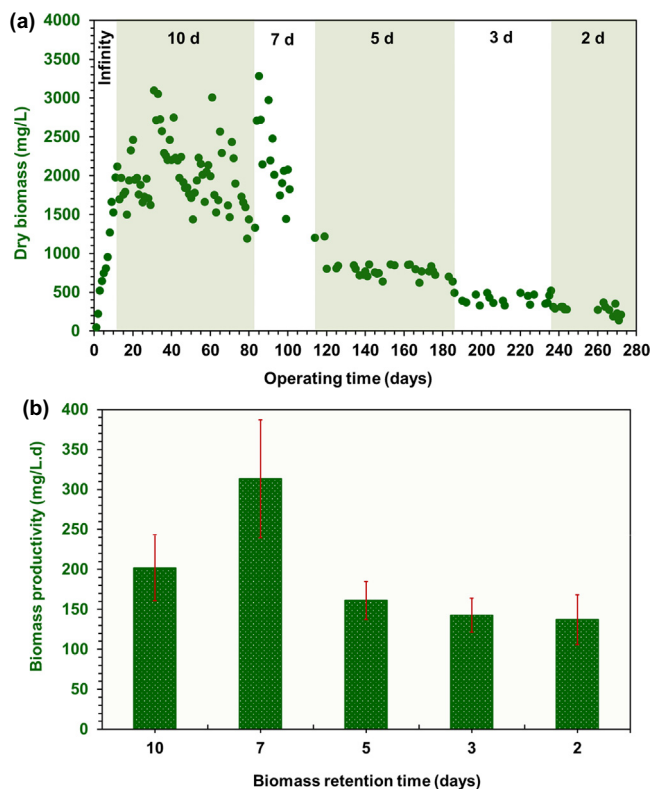 (a)
Infinity
10 d
7 d
5 d
3 d
2 d
Dry biomass (mg/L)
4000
3500
3000
2500
2000
1500
1000
500
0
0 20 40 60 80 100 120 140 160 180 200 220 240 260 280
Operating time (days)
(b)
Biomass productivity (mg/L.d)
400
350
300
250
200
150
100
50
0
10 7 5 3 2
Biomass retention time (days)